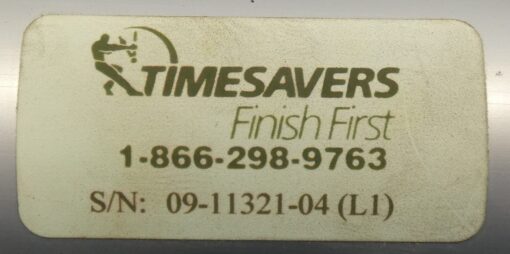 TIMESAVERS
Finish First
1-866-298-9763
S/N: 09-11321-04 (L1)